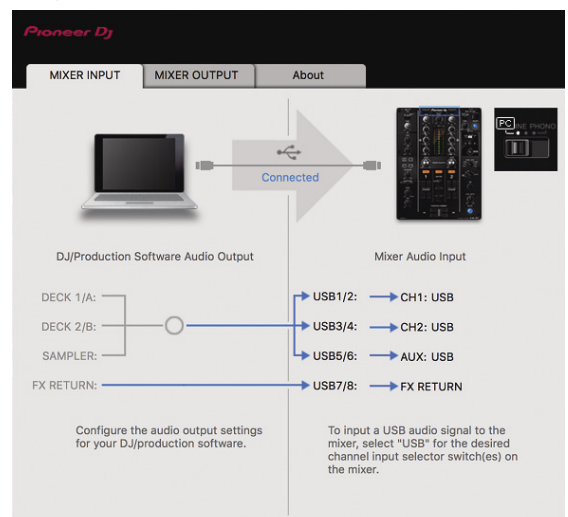 Pioneer Dj
MIXER INPUT
MIXER OUTPUT
About
Connected
PC
LINE PHONO
DJ/Production Software Audio Output
Mixer Audio Input
DECK 1/A:
DECK 2/B:
SAMPLER:
FX RETURN:
USB1/2:
CH1: USB
USB3/4:
CH2: USB
USB5/6:
AUX: USB
USB7/8:
FX RETURN
Configure the audio output settings
for your DJ/production software.
To input a USB audio signal to the
mixer, select "USB" for the desired
channel input selector switch(es) on
the mixer.